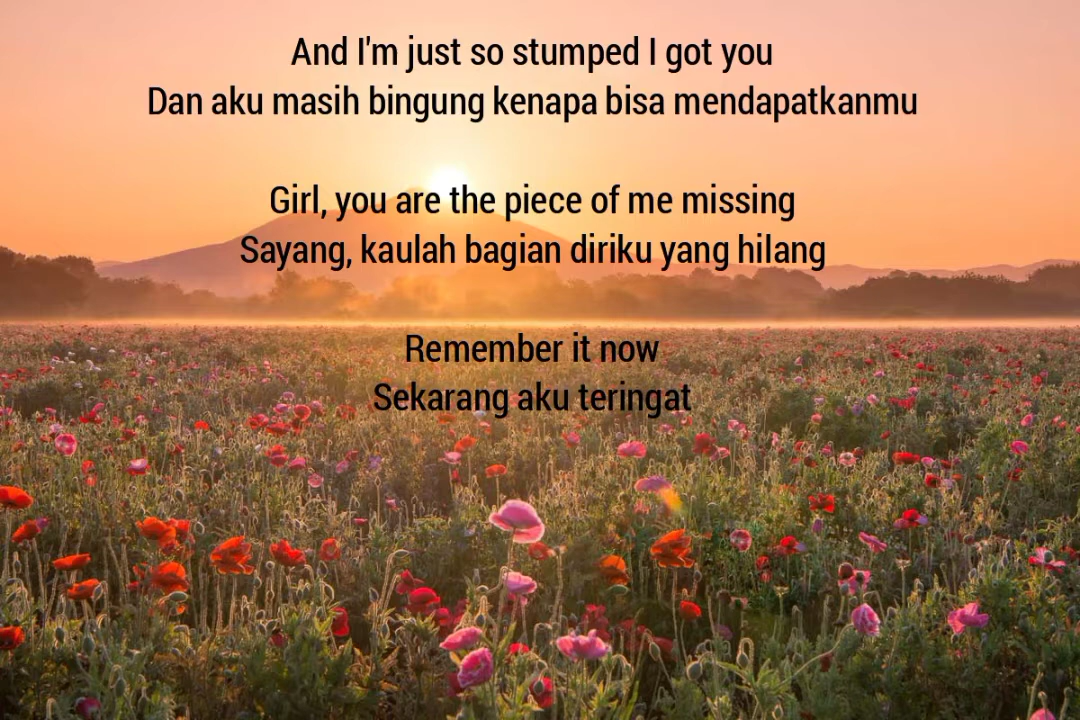 And I'm just so stumped I got you
Dan aku masih bingung kenapa bisa mendapatkanmu
Girl, you are the piece of me missing
Sayang, kaulah bagian diriku yang hilang
Remember it now
Sekarang aku teringat